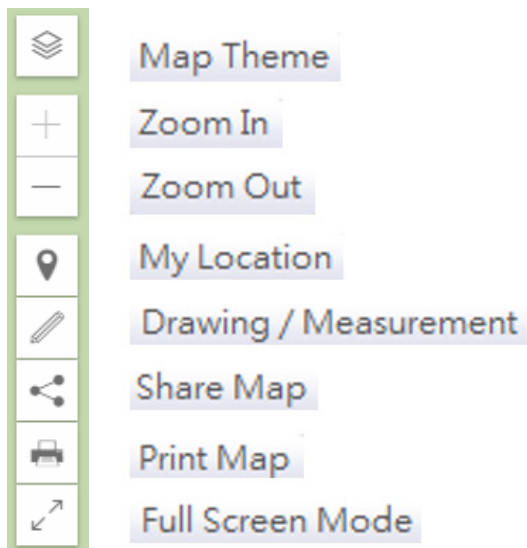 Map Theme
Zoom In
Zoom Out
My Location
Drawing / Measurement
Share Map
Print Map
Full Screen Mode